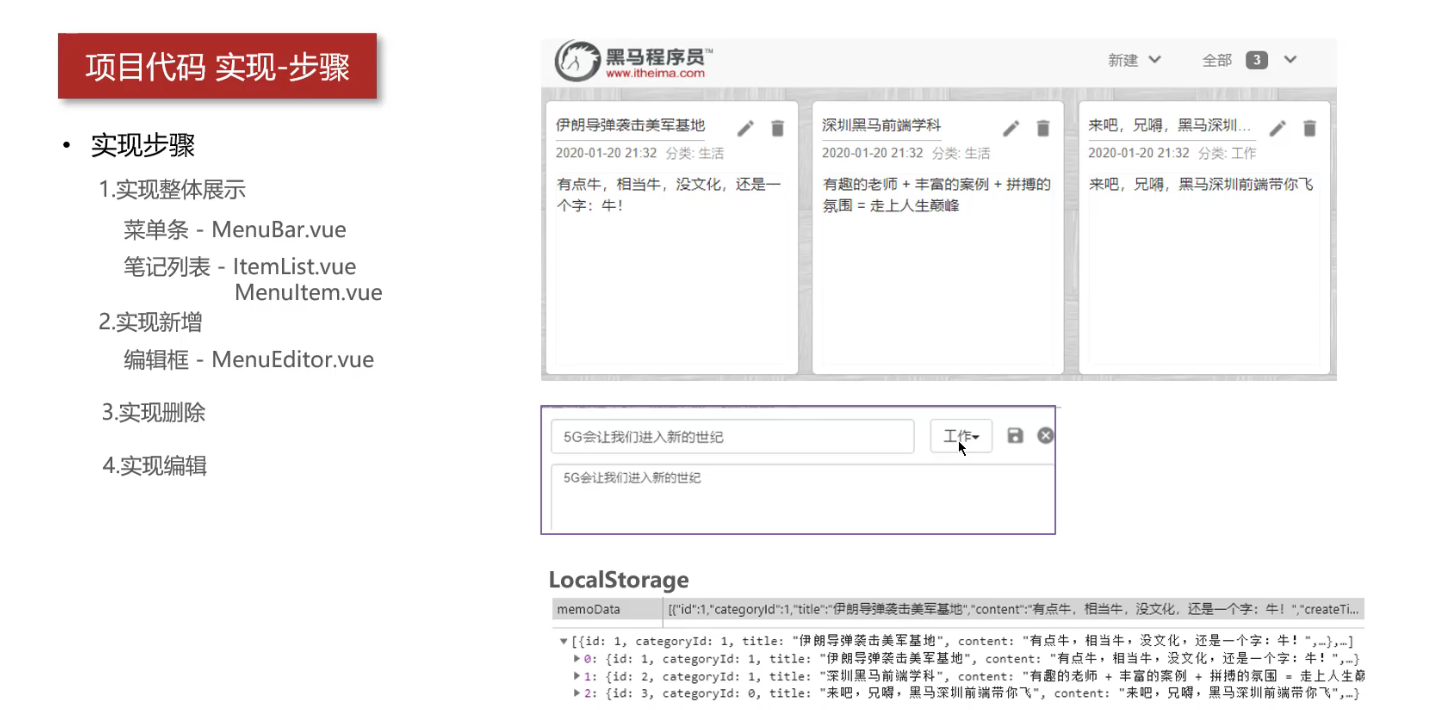 项目代码 实现-步骤
• 实现步骤
1.实现整体展示
菜单条 - MenuBar.vue
笔记列表 - ItemList.vue
MenuItem.vue
2.实现新增
编辑框 - MenuEditor.vue
3.实现删除
4.实现编辑
黑马程序员™
www.itheima.com
新建
全部 3
伊朗导弹袭击美军基地
2020-01-20 21:32 分类: 生活
有点牛，相当牛，没文化，还是一
个字：牛！
深圳黑马前端学科
2020-01-20 21:32 分类: 生活
有趣的老师 + 丰富的案例 + 拼搏的
氛围 = 走上人生巅峰
来吧，兄嘚，黑马深圳...
2020-01-20 21:32 分类: 工作
来吧，兄嘚，黑马深圳前端带你飞
5G会让我们进入新的世纪
工作
5G会让我们进入新的世纪
LocalStorage
memoData [{"id":1,"categoryId":1,"title":"伊朗导弹袭击美军基地","content":"有点牛，相当牛，没文化，还是一个字：牛！","createTi...
[{id: 1, categoryId: 1, title: "伊朗导弹袭击美军基地", content: "有点牛，相当牛，没文化，还是一个字：牛！",…},…]
0: {id: 1, categoryId: 1, title: "伊朗导弹袭击美军基地", content: "有点牛，相当牛，没文化，还是一个字：牛！",…}
1: {id: 2, categoryId: 1, title: "深圳黑马前端学科", content: "有趣的老师 + 丰富的案例 + 拼搏的氛围 = 走上人生巅
2: {id: 3, categoryId: 0, title: "来吧，兄嘚，黑马深圳前端带你飞", content: "来吧，兄嘚，黑马深圳前端带你飞",…}